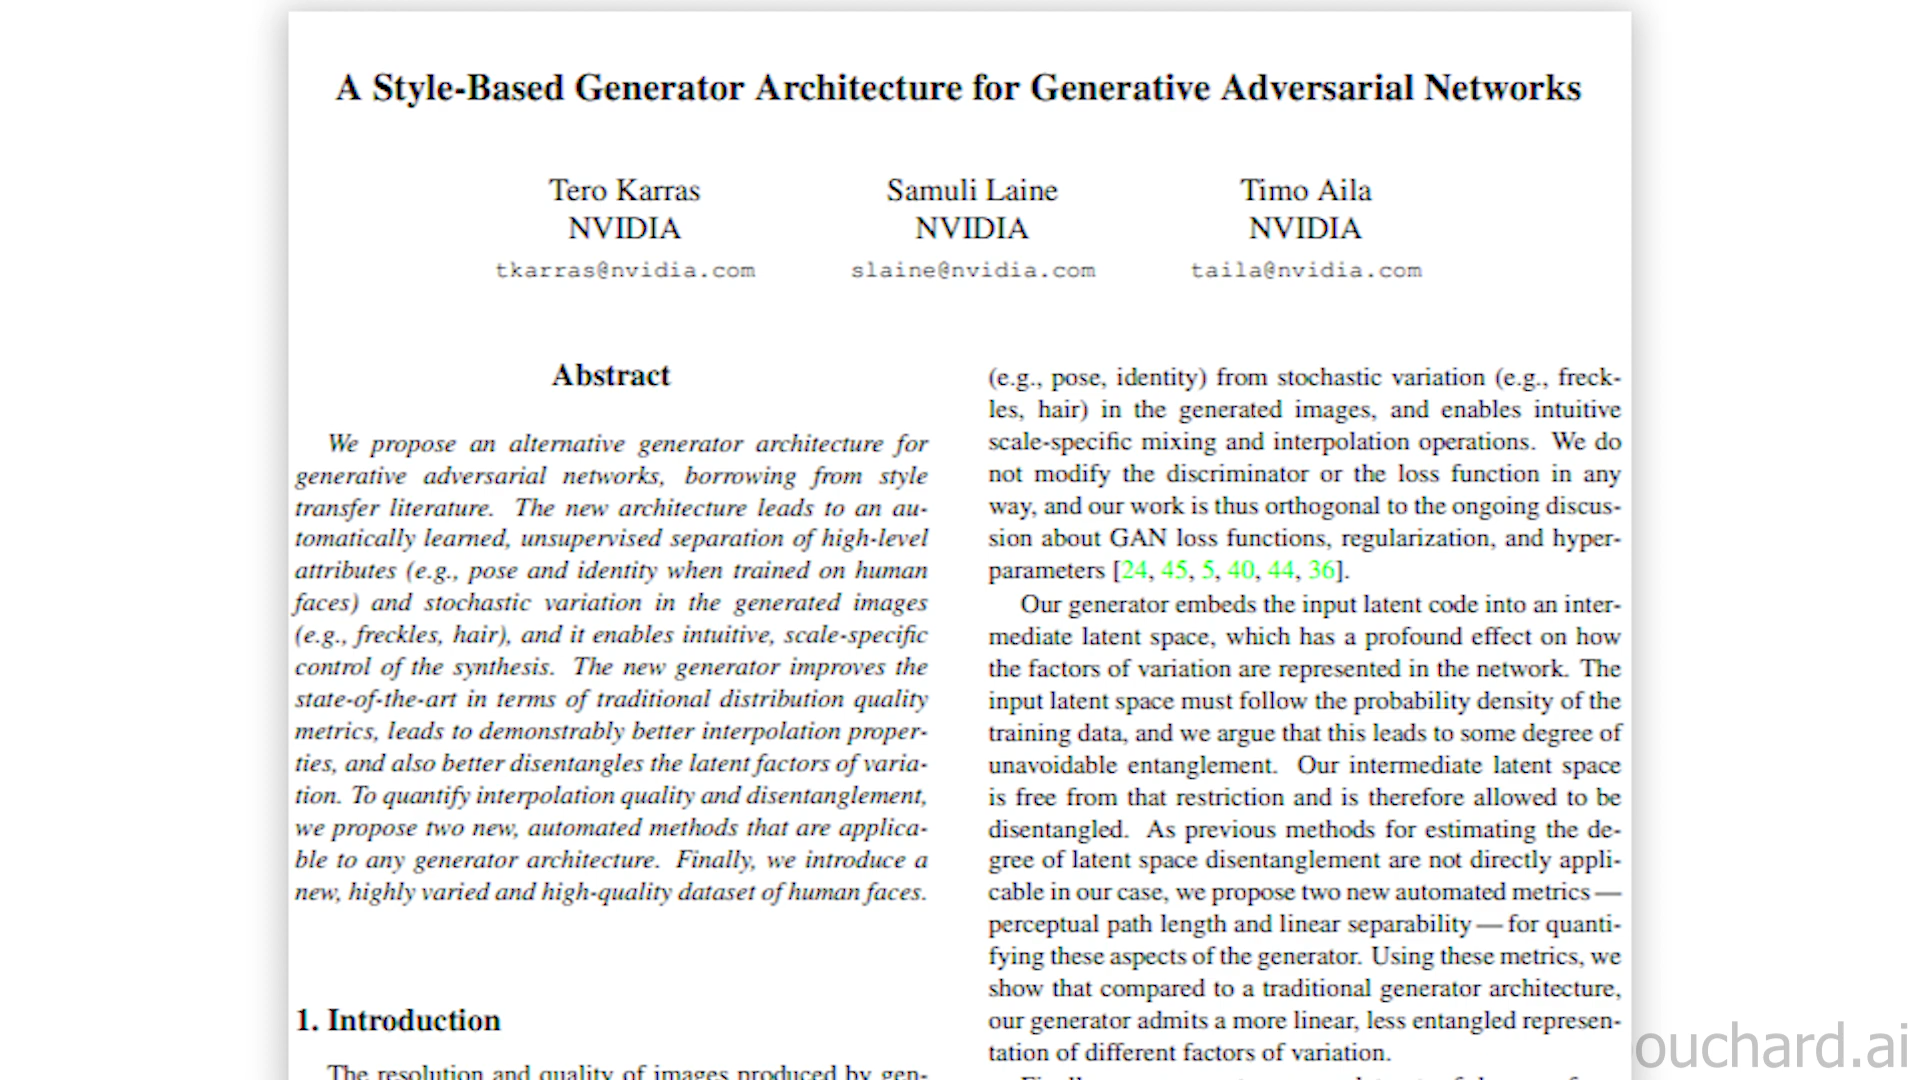 A Style-Based Generator Architecture for Generative Adversarial Networks
Tero Karras
NVIDIA
tkarras@nvidia.com
Samuli Laine
NVIDIA
slaine@nvidia.com
Timo Aila
NVIDIA
taila@nvidia.com
Abstract
We propose an alternative generator architecture for
generative adversarial networks, borrowing from style
transfer literature. The new architecture leads to an au-
tomatically learned, unsupervised separation of high-level
attributes (e.g., pose and identity when trained on human
faces) and stochastic variation in the generated images
(e.g., freckles, hair), and it enables intuitive, scale-specific
control of the synthesis. The new generator improves the
state-of-the-art in terms of traditional distribution quality
metrics, leads to demonstrably better interpolation proper-
ties, and also better disentangles the latent factors of varia-
tion. To quantify interpolation quality and disentanglement,
we propose two new, automated methods that are applica-
ble to any generator architecture. Finally, we introduce a
new, highly varied and high-quality dataset of human faces.
1. Introduction
The resolution and quality of images produced by gen-
(e.g., pose, identity) from stochastic variation (e.g., freck-
les, hair) in the generated images, and enables intuitive
scale-specific mixing and interpolation operations. We do
not modify the discriminator or the loss function in any
way, and our work is thus orthogonal to the ongoing discus-
sion about GAN loss functions, regularization, and hyper-
parameters [24, 45, 5, 40, 44, 36].
Our generator embeds the input latent code into an inter-
mediate latent space, which has a profound effect on how
the factors of variation are represented in the network. The
input latent space must follow the probability density of the
training data, and we argue that this leads to some degree of
unavoidable entanglement. Our intermediate latent space
is free from that restriction and is therefore allowed to be
disentangled. As previous methods for estimating the de-
gree of latent space disentanglement are not directly appli-
cable in our case, we propose two new automated metrics —
perceptual path length and linear separability — for quanti-
fying these aspects of the generator. Using these metrics, we
show that compared to a traditional generator architecture,
our generator admits a more linear, less entangled represen-
tation of different factors of variation.
ouchard.ai